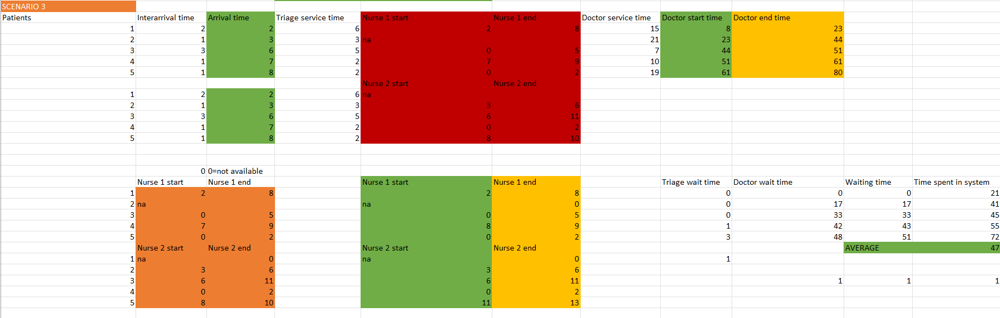 SCENARIO 3
Patients Interarrival time Arrival time Triage service time Nurse 1 start Nurse 1 end Doctor service time Doctor start time Doctor end time
1 2 2 6 2 8 15 8 23
2 1 3 3 na 21 23 44
3 3 6 5 0 5 7 44 51
4 1 7 2 7 9 10 51 61
5 1 8 2 0 2 19 61 80
Nurse 2 start Nurse 2 end
1 2 2 6 na
2 1 3 3 3 6
3 3 6 5 6 11
4 1 7 2 0 2
5 1 8 2 8 10
0 0=not available
Nurse 1 start Nurse 1 end Nurse 1 start Nurse 1 end Triage wait time Doctor wait time Waiting time Time spent in system
1 2 8 2 8 0 0 0 21
2 na na 0 0 17 17 41
3 0 5 0 5 0 33 33 45
4 7 9 8 9 1 42 43 55
5 0 2 0 2 3 48 51 72
Nurse 2 start Nurse 2 end Nurse 2 start Nurse 2 end AVERAGE 47
1 na 0 na 0 1
2 3 6 3 6
3 6 11 6 11 1 1 1
4 0 2 0 2
5 8 10 11 13